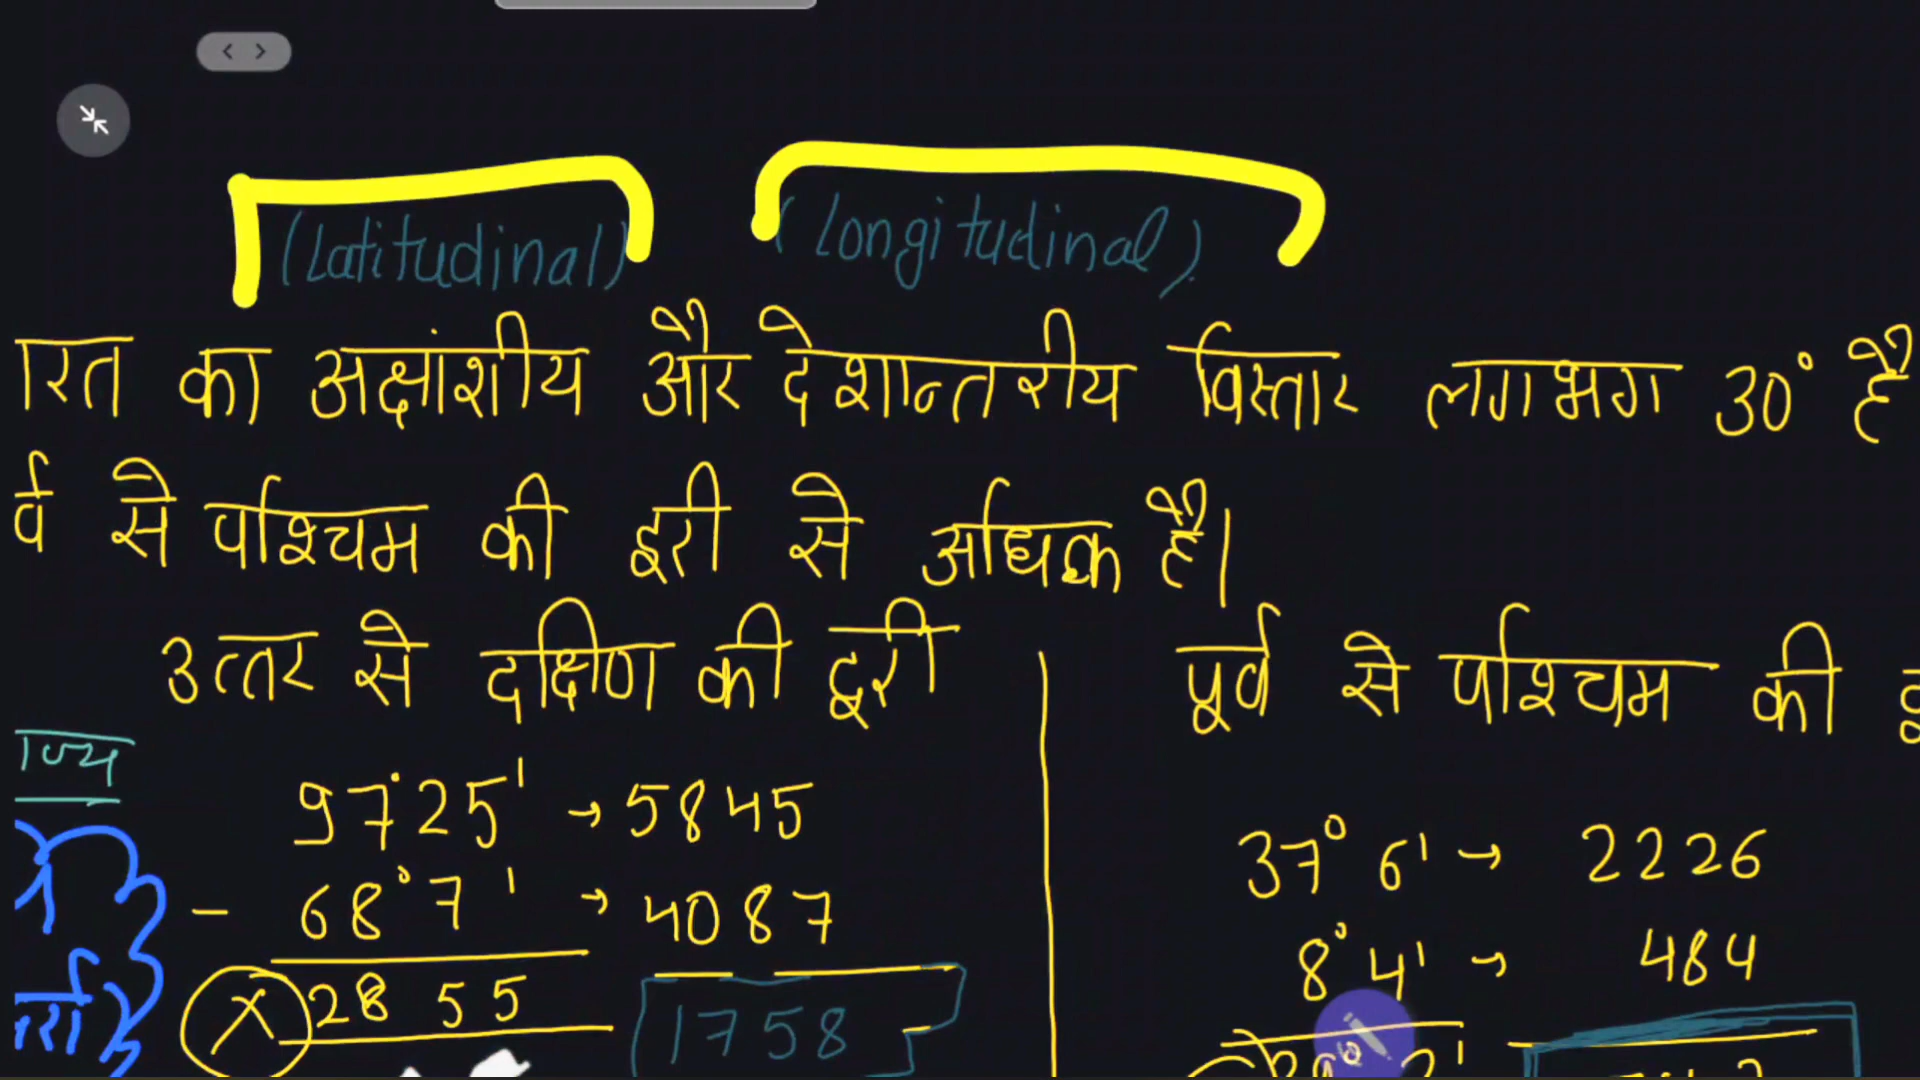 (Latitudinal) (Longitudinal)
ारत का अक्षांशीय और देशान्तरीय विस्तार लगभग 30° है
र्व से पश्चिम की दूरी से अधिक है।
उत्तर से दक्षिण की दूरी
पूर्व से पश्चिम की
ाज्य
97°25' → 5845
- 68°7' → 4087
X 28 55
1758
37° 6' → 2226
8° 4' → 484